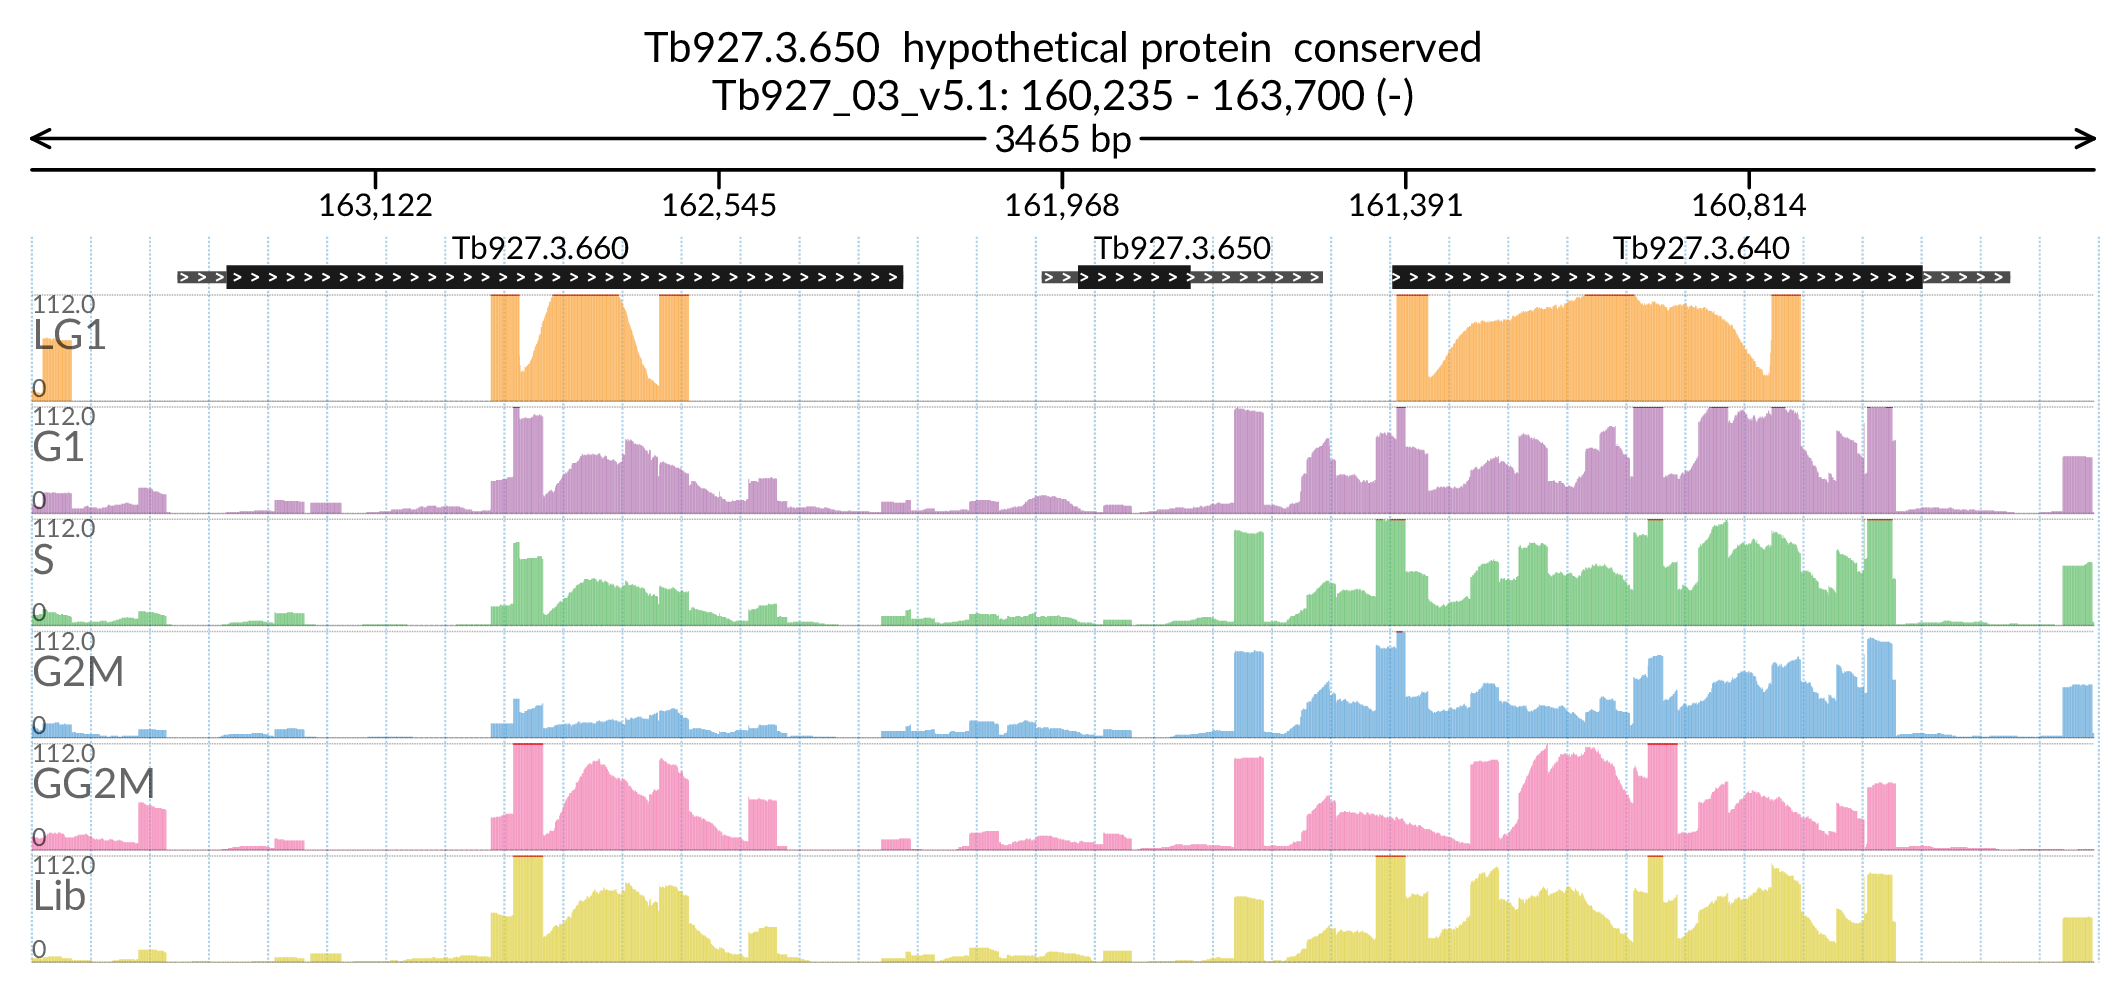 Tb927.3.650  hypothetical protein  conserved
Tb927_03_v5.1: 160,235 - 163,700 (-)
3465 bp
163,122 162,545 161,968 161,391 160,814
Tb927.3.660 Tb927.3.650 Tb927.3.640
112.0
LG1
0
112.0
G1
0
112.0
S
0
112.0
G2M
0
112.0
GG2M
0
112.0
Lib
0